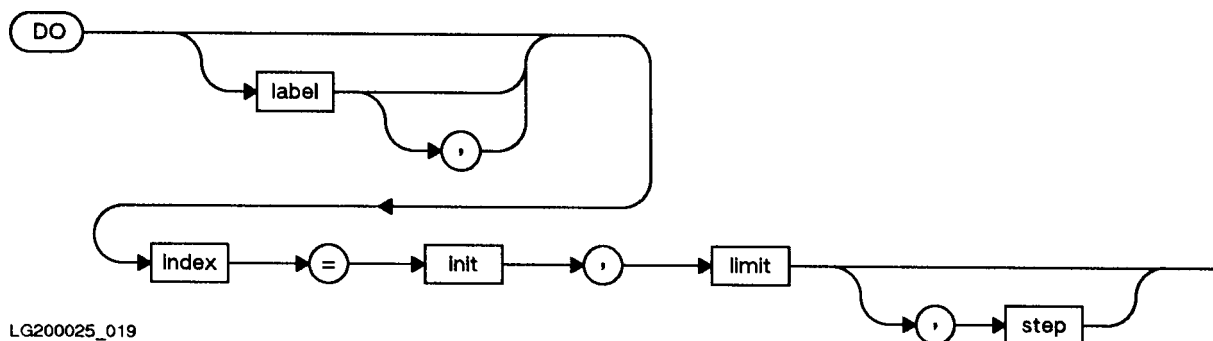 DO
label
,
index = init , limit
, step
LG200025_019